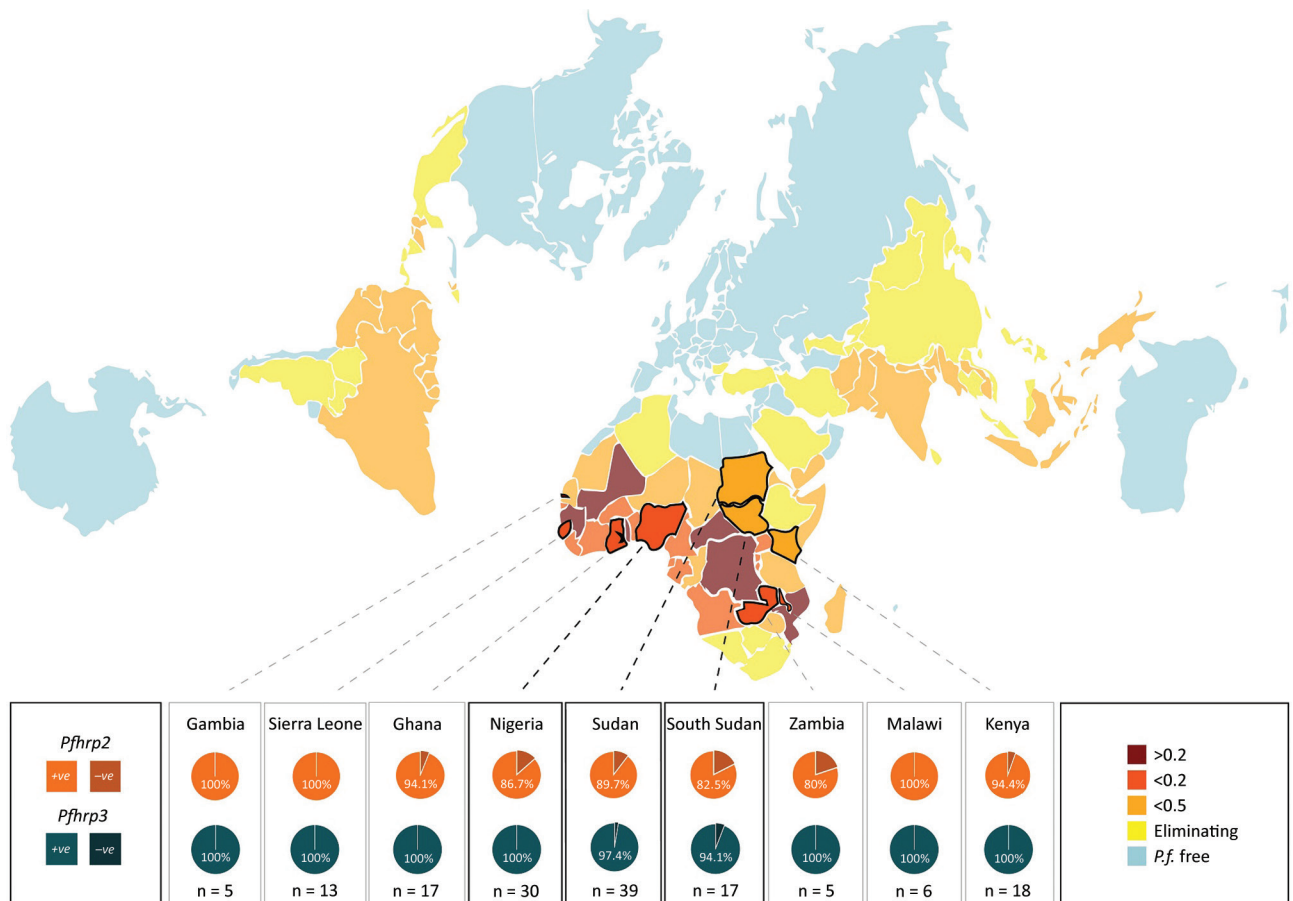 Pfhrp2
+ve –ve
Pfhrp3
+ve –ve
Gambia
100%
100%
n = 5
Sierra Leone
100%
100%
n = 13
Ghana
94.1%
100%
n = 17
Nigeria
86.7%
100%
n = 30
Sudan
89.7%
97.4%
n = 39
South Sudan
82.5%
94.1%
n = 17
Zambia
80%
100%
n = 5
Malawi
100%
100%
n = 6
Kenya
94.4%
100%
n = 18
>0.2
<0.2
<0.5
Eliminating
P.f. free